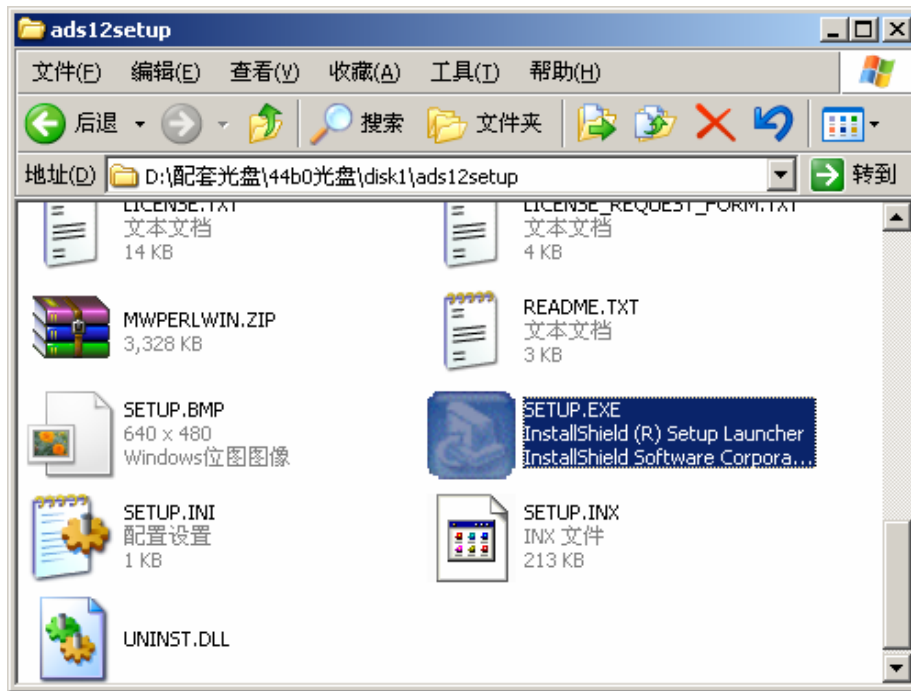 ads12setup
文件(F) 编辑(E) 查看(V) 收藏(A) 工具(T) 帮助(H)
后退 搜索 文件夹
地址(D) D:\配套光盘\44b0光盘\disk1\ads12setup 转到
LICENSE.TXT
文本文档
14 KB
LICENSE_REQUEST_FORM.TXT
文本文档
4 KB
MWPERLWIN.ZIP
3,328 KB
README.TXT
文本文档
3 KB
SETUP.BMP
640 x 480
Windows位图图像
SETUP.EXE
InstallShield (R) Setup Launcher
InstallShield Software Corpora...
SETUP.INI
配置设置
1 KB
SETUP.INX
INX 文件
213 KB
UNINST.DLL